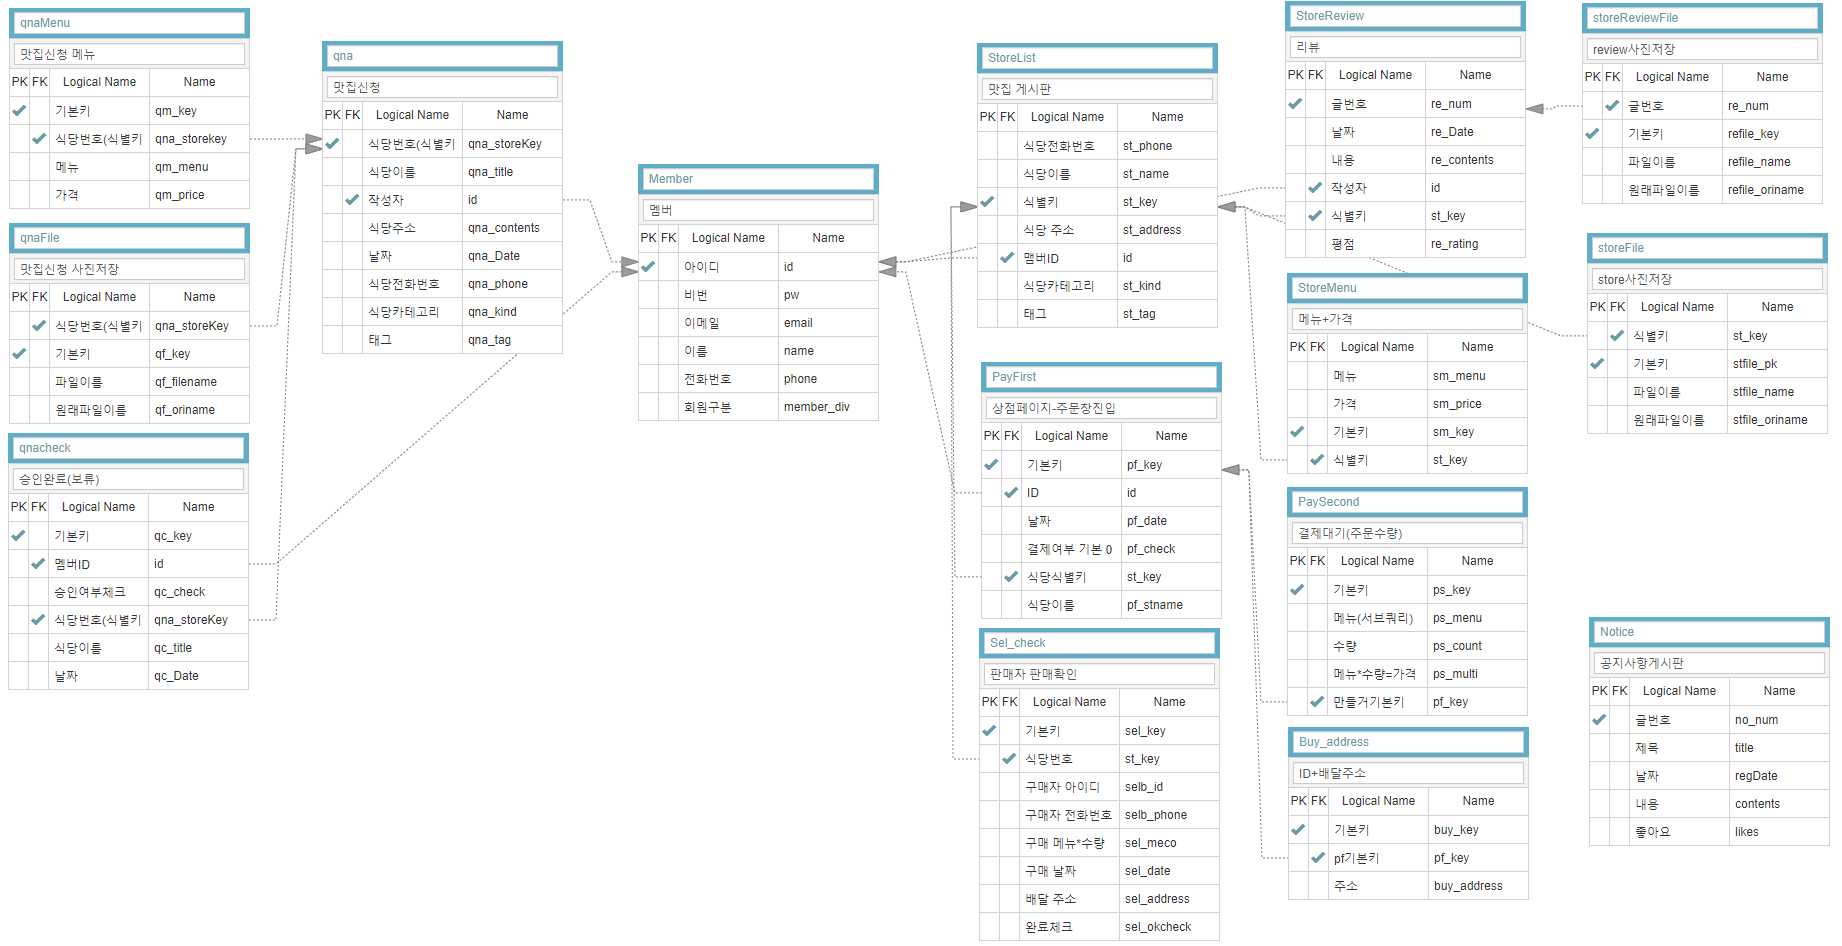 qnaMenu
맛집신청 메뉴
PK FK Logical Name Name
기본키 qm_key
식당번호(식별키 qna_storekey
메뉴 qm_menu
가격 qm_price
qnaFile
맛집신청 사진저장
PK FK Logical Name Name
식당번호(식별키 qna_storeKey
기본키 qf_key
파일이름 qf_filename
원래파일이름 qf_oriname
qnacheck
승인완료(보류)
PK FK Logical Name Name
기본키 qc_key
멤버ID id
승인여부체크 qc_check
식당번호(식별키 qna_storeKey
식당이름 qc_title
날짜 qc_Date
qna
맛집신청
PK FK Logical Name Name
식당번호(식별키 qna_storeKey
식당이름 qna_title
작성자 id
식당주소 qna_contents
날짜 qna_Date
식당전화번호 qna_phone
식당카테고리 qna_kind
태그 qna_tag
Member
멤버
PK FK Logical Name Name
아이디 id
비번 pw
이메일 email
이름 name
전화번호 phone
회원구분 member_div
StoreList
맛집 게시판
PK FK Logical Name Name
식당전화번호 st_phone
식당이름 st_name
식별키 st_key
식당 주소 st_address
맴버ID id
식당카테고리 st_kind
태그 st_tag
PayFirst
상점페이지-주문창진입
PK FK Logical Name Name
기본키 pf_key
ID id
날짜 pf_date
결제여부 기본 0 pf_check
식당식별키 st_key
식당이름 pf_stname
Sel_check
판매자 판매확인
PK FK Logical Name Name
기본키 sel_key
식당번호 st_key
구매자 아이디 selb_id
구매자 전화번호 selb_phone
구매 메뉴*수량 sel_meco
구매 날짜 sel_date
배달 주소 sel_address
완료체크 sel_okcheck
StoreReview
리뷰
PK FK Logical Name Name
글번호 re_num
날짜 re_Date
내용 re_contents
작성자 id
식별키 st_key
평점 re_rating
StoreMenu
메뉴+가격
PK FK Logical Name Name
메뉴 sm_menu
가격 sm_price
기본키 sm_key
식별키 st_key
PaySecond
결제대기(주문수량)
PK FK Logical Name Name
기본키 ps_key
메뉴(서브쿼리) ps_menu
수량 ps_count
메뉴*수량=가격 ps_multi
만들거기본키 pf_key
Buy_address
ID+배달주소
PK FK Logical Name Name
기본키 buy_key
pf기본키 pf_key
주소 buy_address
storeReviewFile
review사진저장
PK FK Logical Name Name
글번호 re_num
기본키 refile_key
파일이름 refile_name
원래파일이름 refile_oriname
storeFile
store사진저장
PK FK Logical Name Name
식별키 st_key
기본키 stfile_pk
파일이름 stfile_name
원래파일이름 stfile_oriname
Notice
공지사항게시판
PK FK Logical Name Name
글번호 no_num
제목 title
날짜 regDate
내용 contents
좋아요 likes